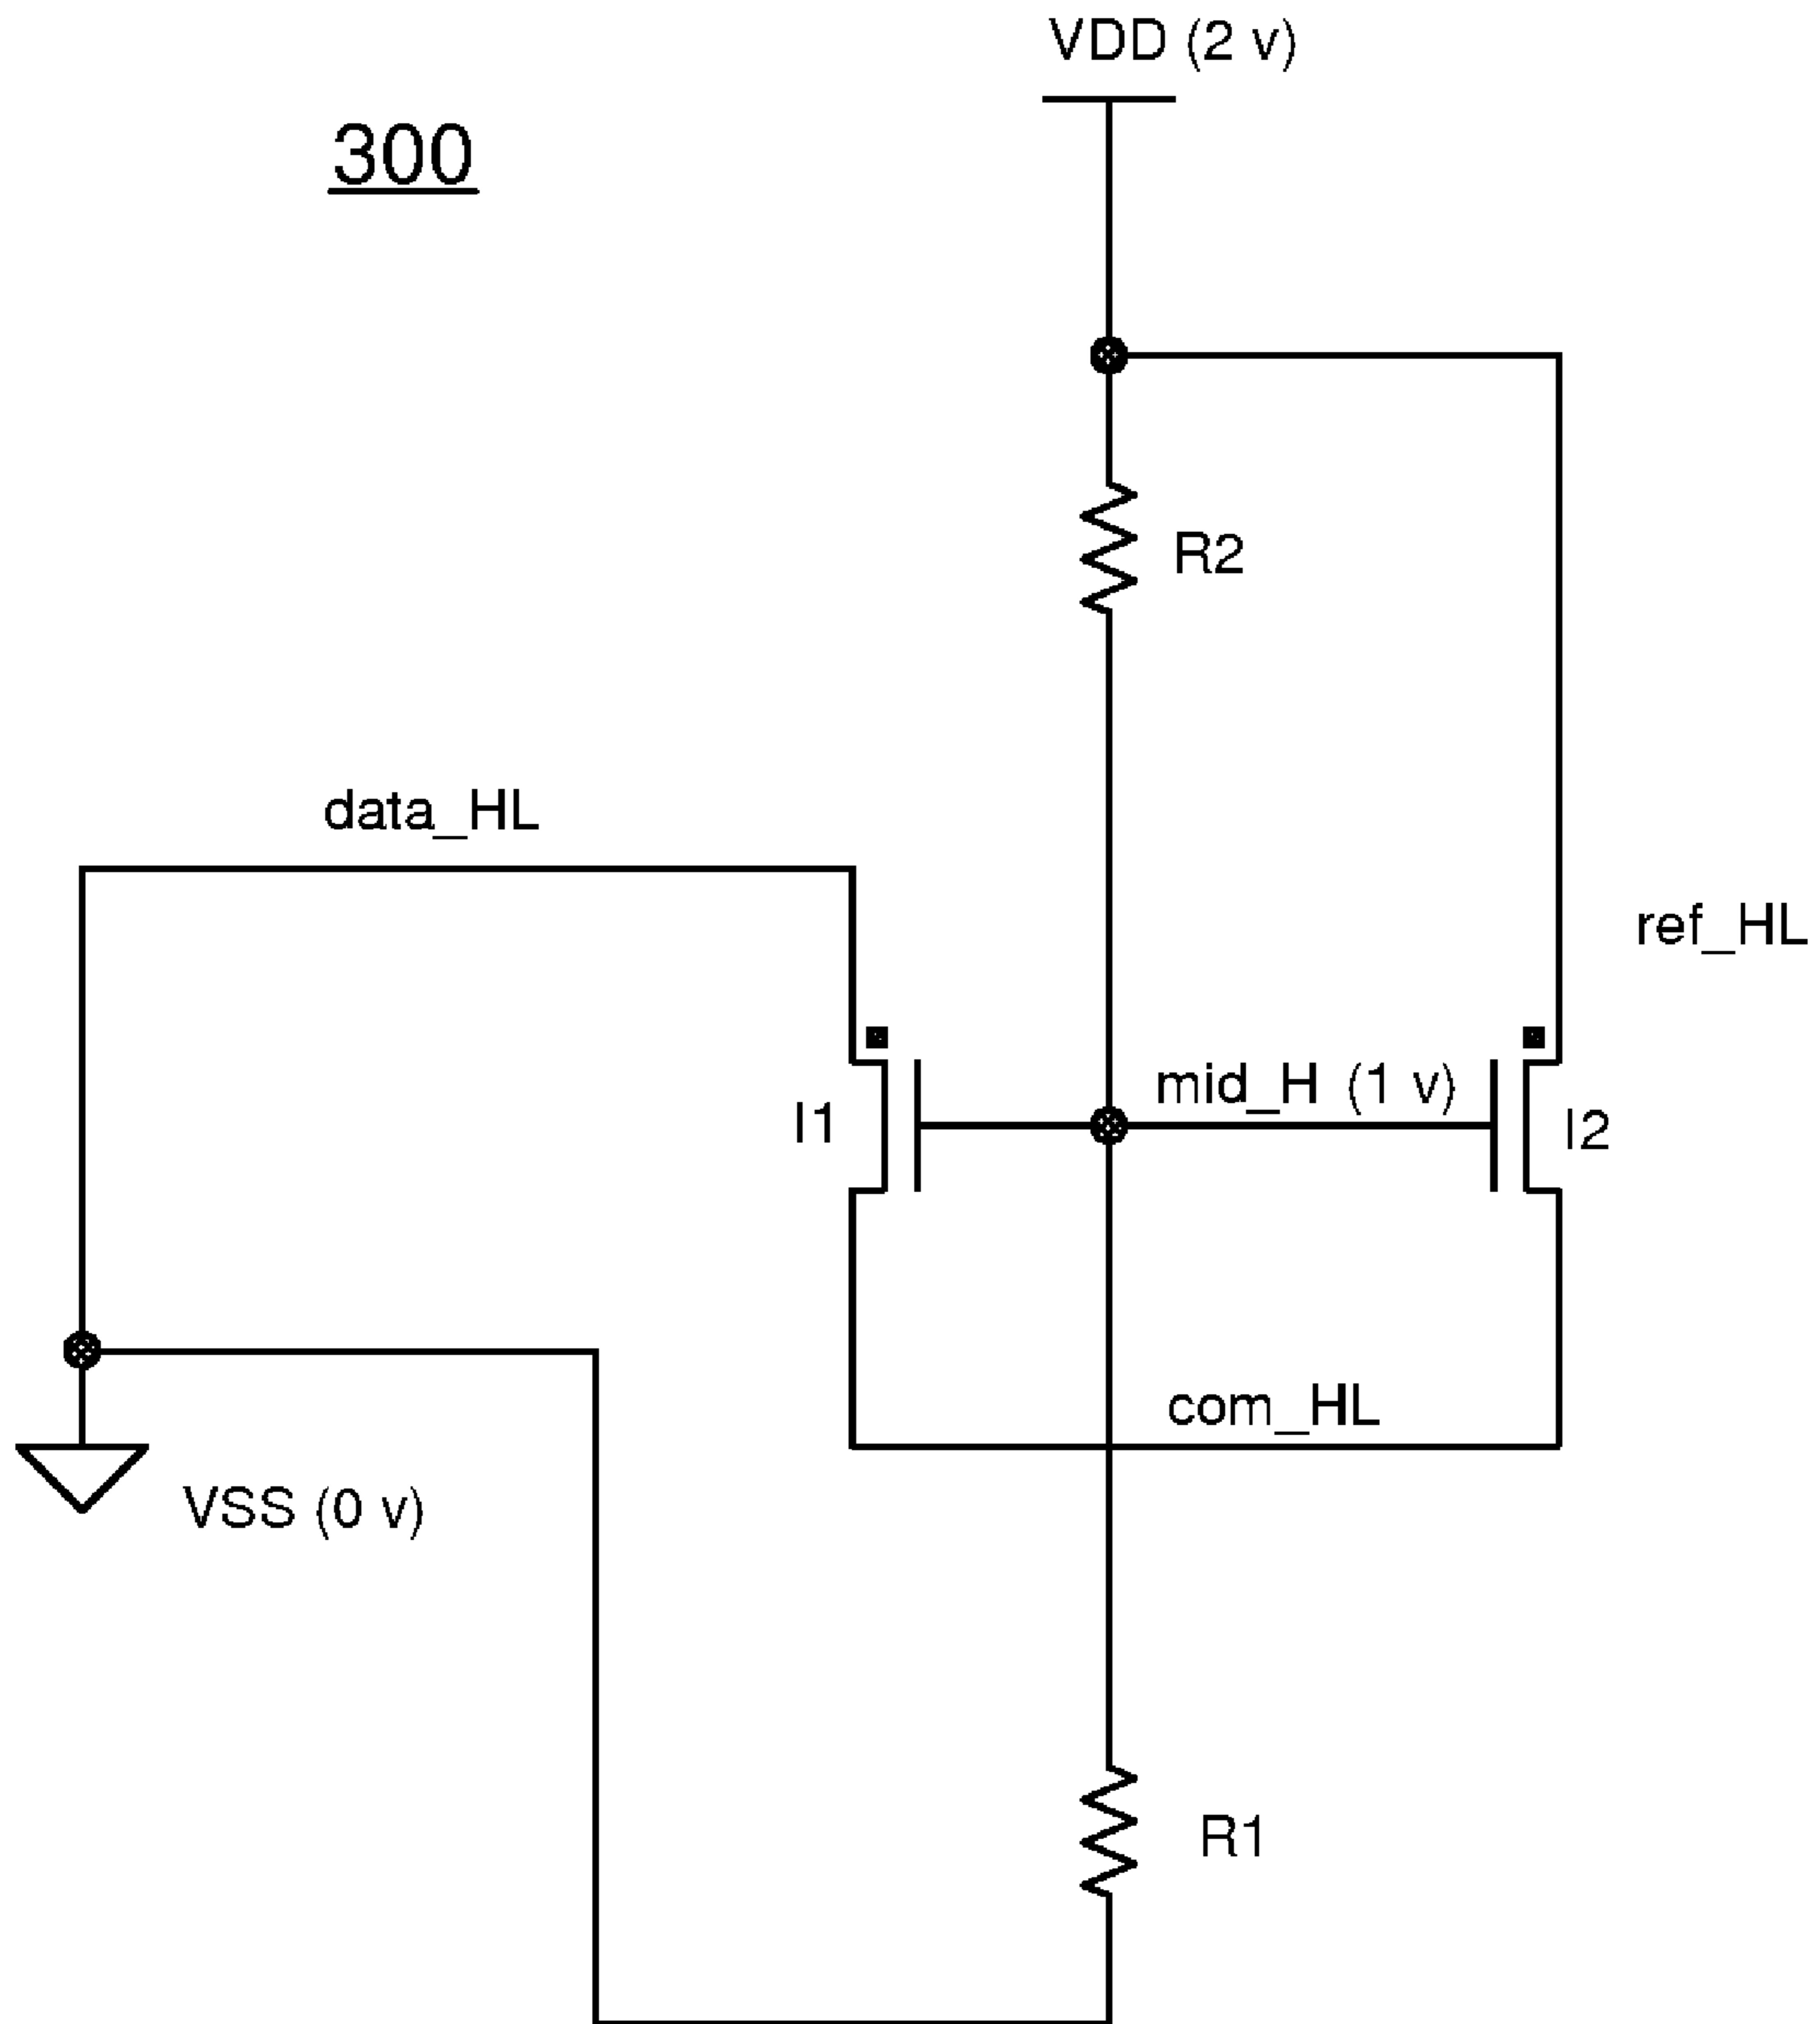 VDD (2 v)
300
R2
data_HL
ref_HL
mid_H (1 v)
I1
I2
com_HL
VSS (0 v)
R1